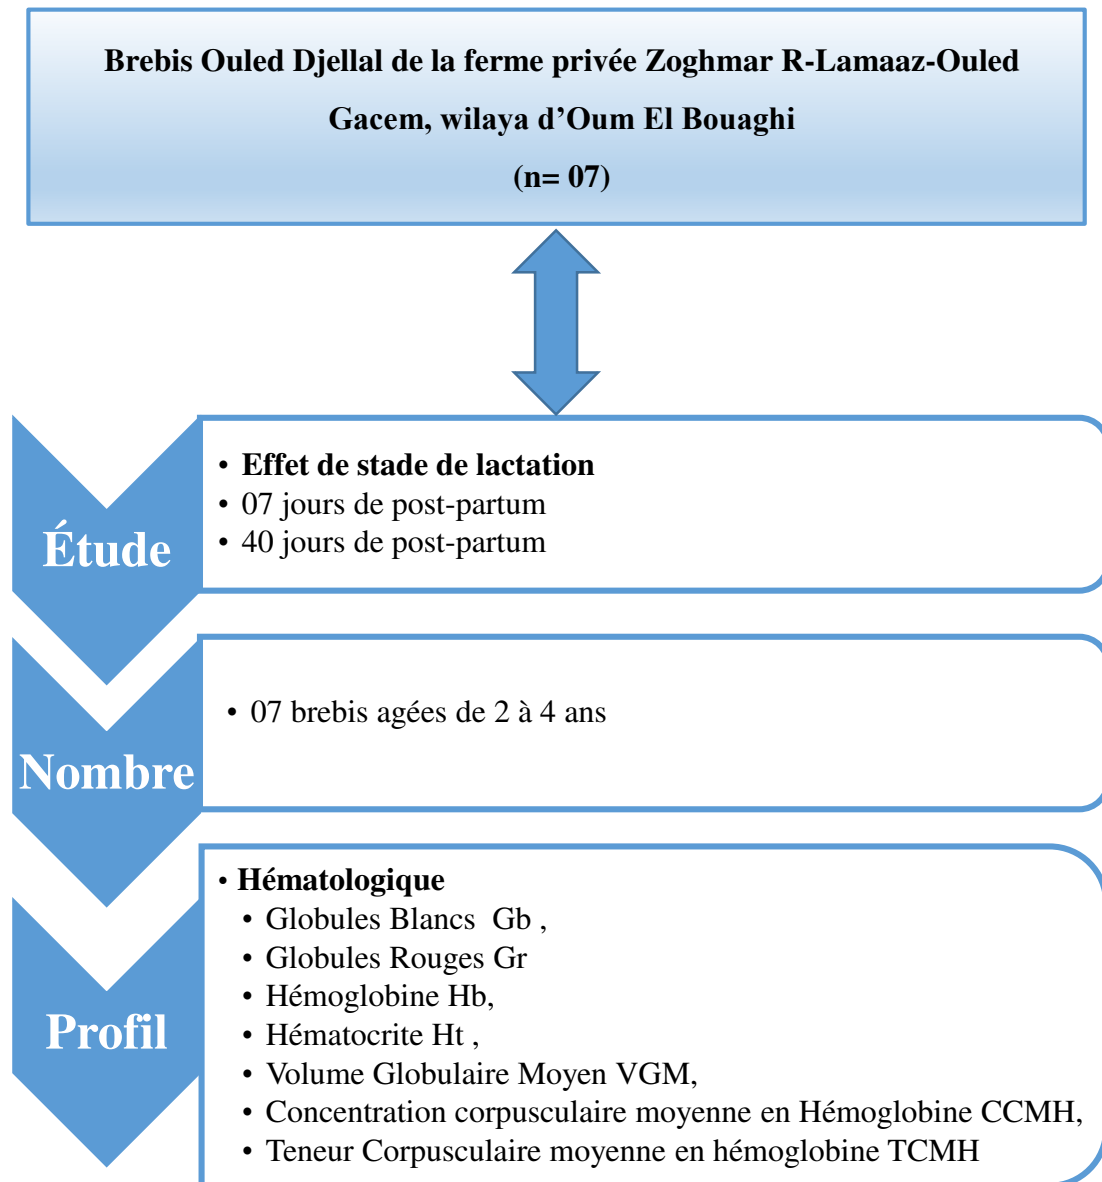 Brebis Ouled Djellal de la ferme privée Zoghmar R-Lamaaz-Ouled
Gacem, wilaya d’Oum El Bouaghi
(n= 07)
Étude
• Effet de stade de lactation
• 07 jours de post-partum
• 40 jours de post-partum
Nombre
• 07 brebis agées de 2 à 4 ans
Profil
• Hématologique
• Globules Blancs Gb ,
• Globules Rouges Gr
• Hémoglobine Hb,
• Hématocrite Ht ,
• Volume Globulaire Moyen VGM,
• Concentration corpusculaire moyenne en Hémoglobine CCMH,
• Teneur Corpusculaire moyenne en hémoglobine TCMH